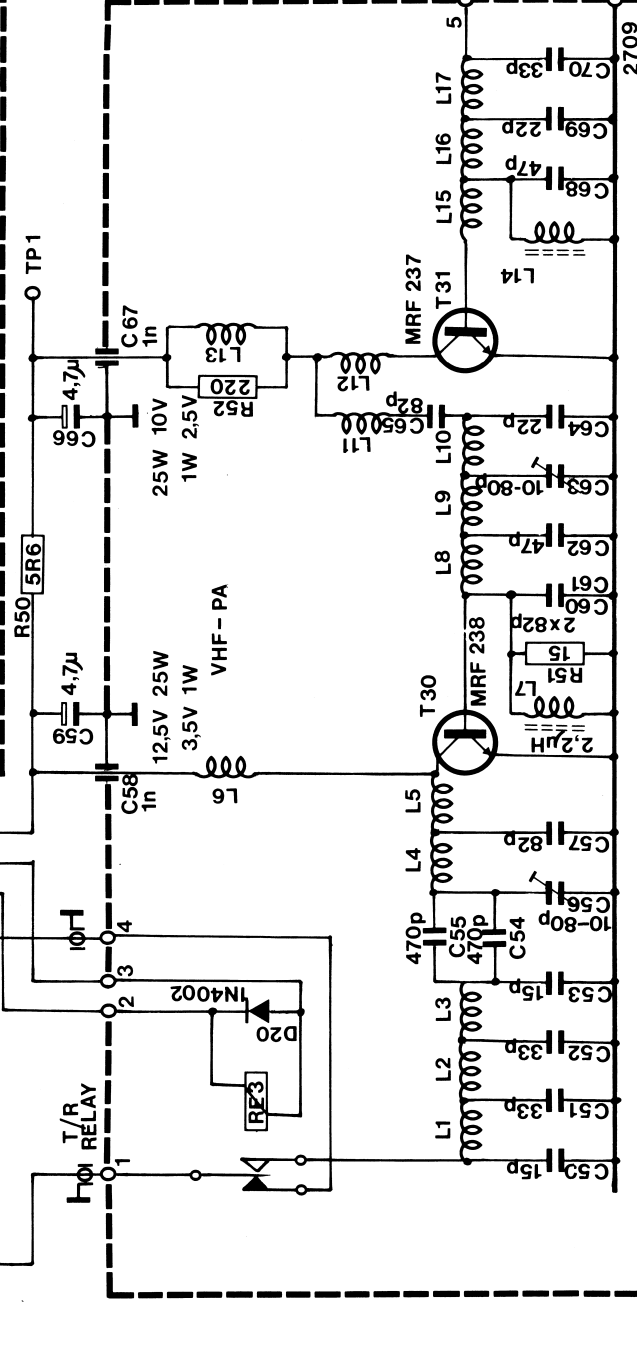 5
2709
L17
33p
C70
L16
22p
C69
47p
C68
L15
L14
TP1
MRF 237
T31
C67
1n
L13
220
R52
L12
4,7µ
C66
25W 10V
1W 2,5V
L11
82p
C65
L10
22p
C64
10-80p
C63
L9
47p
C62
L8
C61
C60
2x82p
R50
5R6
VHF-PA
15
R51
L7
2,2µH
MRF 238
T30
4,7µ
C59
12,5V 25W
3,5V 1W
C58
1n
L6
L5
82p
C57
L4
C56
10-80p
470p
C55
470p
C54
4
3
2
1N4002
D20
15p
C53
L3
33p
C52
L2
RE3
33p
C51
L1
T/R
RELAY
1
15p
C50